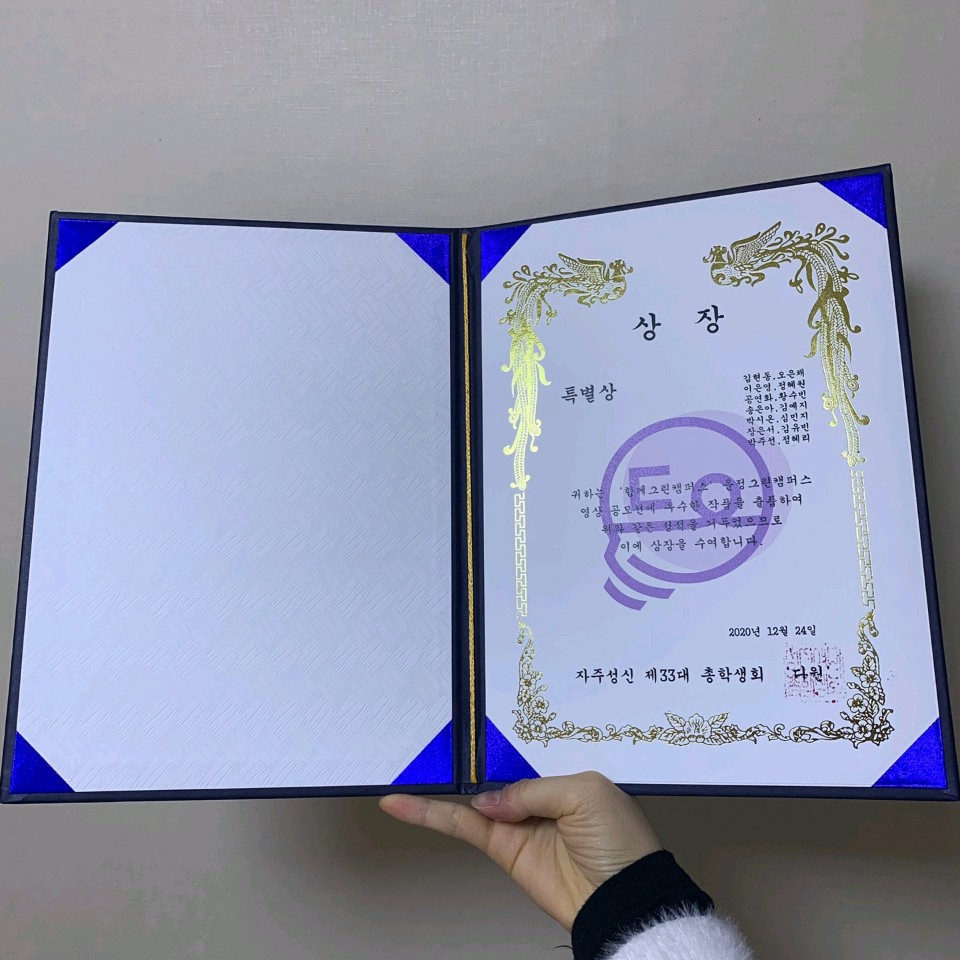 상 장
특별상
김현동,오은채
이은영,정혜원
공연화,황수빈
송은아,김예지
박시온,심민지
장은서,김유빈
박주선,정혜리
귀하는 '함께그린캠퍼스' 운정그린캠퍼스
영상 공모전에 우수한 작품을 출품하여
위와 같은 성적을 거두었으므로
이에 상장을 수여합니다.
2020년 12월 24일
자주성신 제33대 총학생회 '다원'